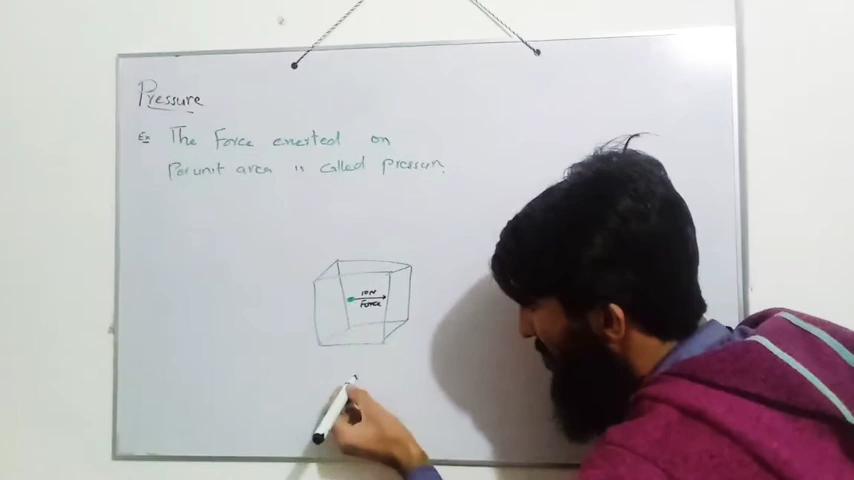 Pressure
Ex The Force exerted on
Per unit area is called pressure.
10N
Force